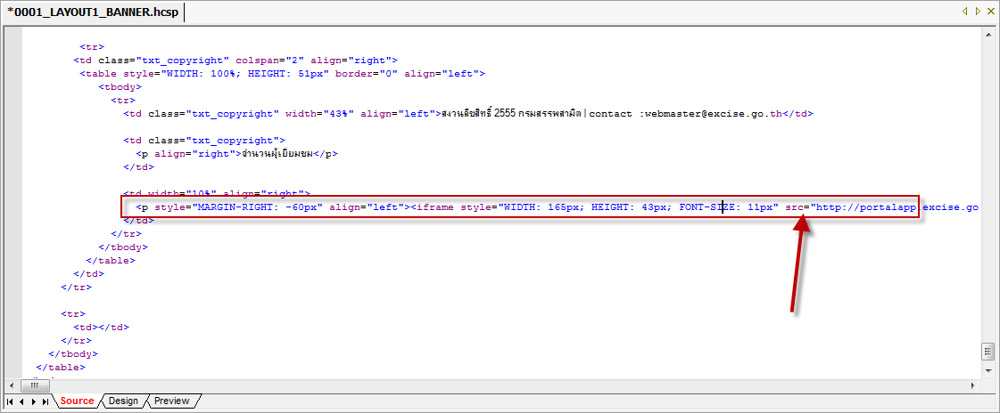 *0001_LAYOUT1_BANNER.hcsp
<tr>
<td class="txt_copyright" colspan="2" align="right">
<table style="WIDTH: 100%; HEIGHT: 51px" border="0" align="left">
<tbody>
<tr>
<td class="txt_copyright" width="43%" align="left">สงวนลิขสิทธิ์ 2555 กรมสรรพสามิต | contact :webmaster@excise.go.th</td>
<td class="txt_copyright">
<p align="right">จำนวนผู้เยี่ยมชม</p>
</td>
<td width="10%" align="right">
<p style="MARGIN-RIGHT: -60px" align="left"><iframe style="WIDTH: 165px; HEIGHT: 43px; FONT-SIZE: 11px" src="http://portalapp.excise.go
</td>
</tr>
</tbody>
</table>
</td>
</tr>
<tr>
<td></td>
</tr>
</tbody>
</table>
Source Design Preview